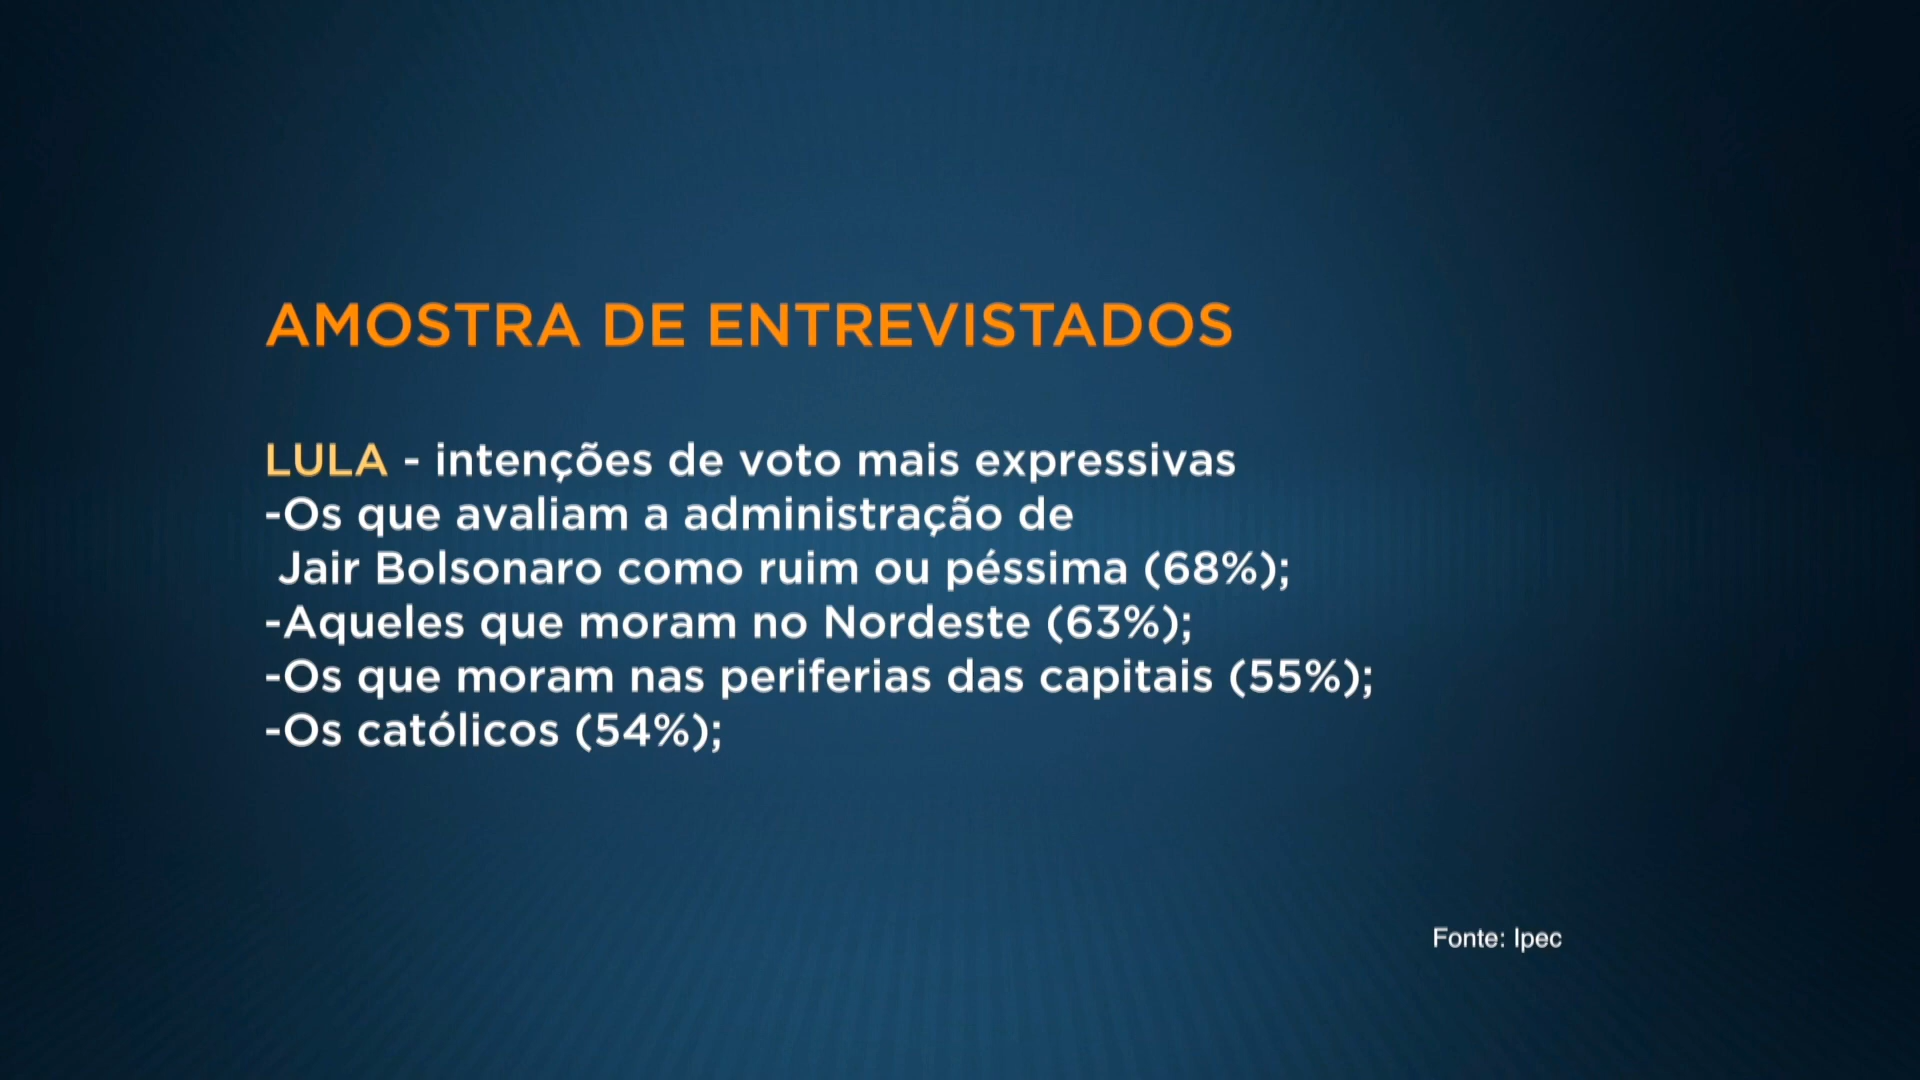 AMOSTRA DE ENTREVISTADOS
LULA - intenções de voto mais expressivas
-Os que avaliam a administração de
Jair Bolsonaro como ruim ou péssima (68%);
-Aqueles que moram no Nordeste (63%);
-Os que moram nas periferias das capitais (55%);
-Os católicos (54%);
Fonte: Ipec